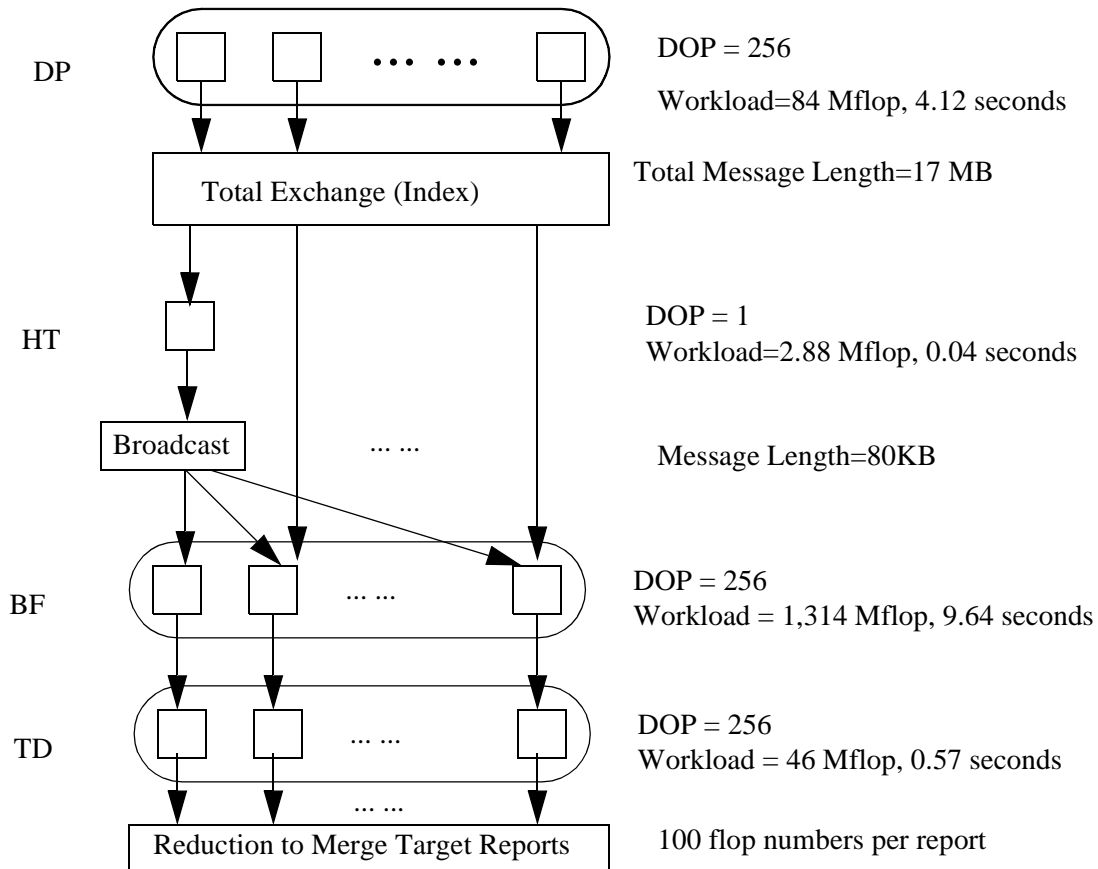 DP
DOP = 256
Workload=84 Mflop, 4.12 seconds
Total Exchange (Index)
Total Message Length=17 MB
HT
DOP = 1
Workload=2.88 Mflop, 0.04 seconds
Broadcast
... ...
Message Length=80KB
BF
... ...
DOP = 256
Workload = 1,314 Mflop, 9.64 seconds
TD
... ...
DOP = 256
Workload = 46 Mflop, 0.57 seconds
... ...
Reduction to Merge Target Reports
100 flop numbers per report